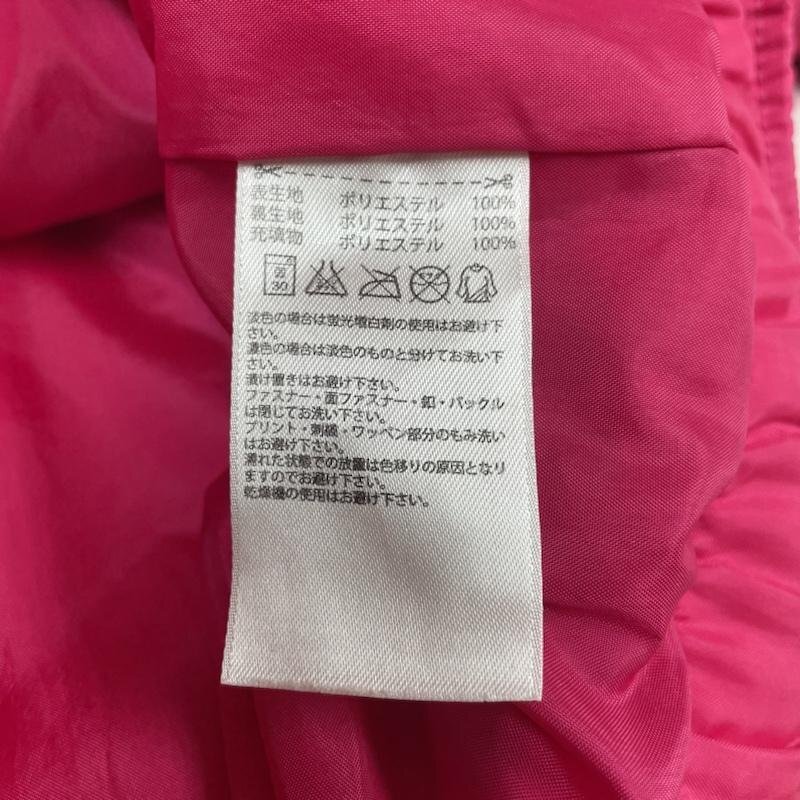 表生地 ポリエステル 100%
裏生地 ポリエステル 100%
充填物 ポリエステル 100%
弱 30
淡色の場合は蛍光増白剤の使用はお避け下
さい。
濃色の場合は淡色のものと分けてお洗い下
さい。
漬け置きはお避け下さい。
ファスナー・面ファスナー・釦・バックル
は閉じてお洗い下さい。
プリント・刺繍・ワッペン部分のもみ洗い
はお避け下さい。
濡れた状態での放置は色移りの原因となり
ますのでお避け下さい。
乾燥機の使用はお避け下さい。